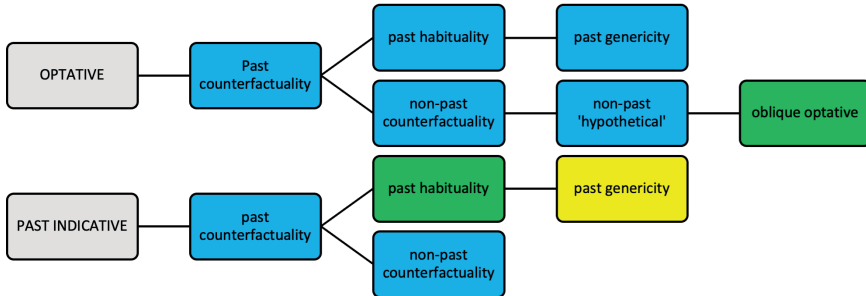 past habituality
past genericity
OPTATIVE
Past
counterfactuality
non-past
counterfactuality
non-past
'hypothetical'
oblique optative
past habituality
past genericity
PAST INDICATIVE
past
counterfactuality
non-past
counterfactuality